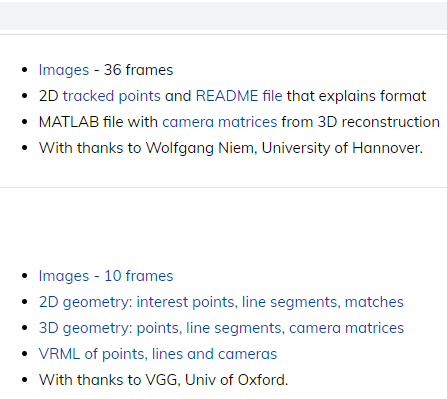 Images - 36 frames
2D tracked points and README file that explains format
MATLAB file with camera matrices from 3D reconstruction
With thanks to Wolfgang Niem, University of Hannover.
Images - 10 frames
2D geometry: interest points, line segments, matches
3D geometry: points, line segments, camera matrices
VRML of points, lines and cameras
With thanks to VGG, Univ of Oxford.